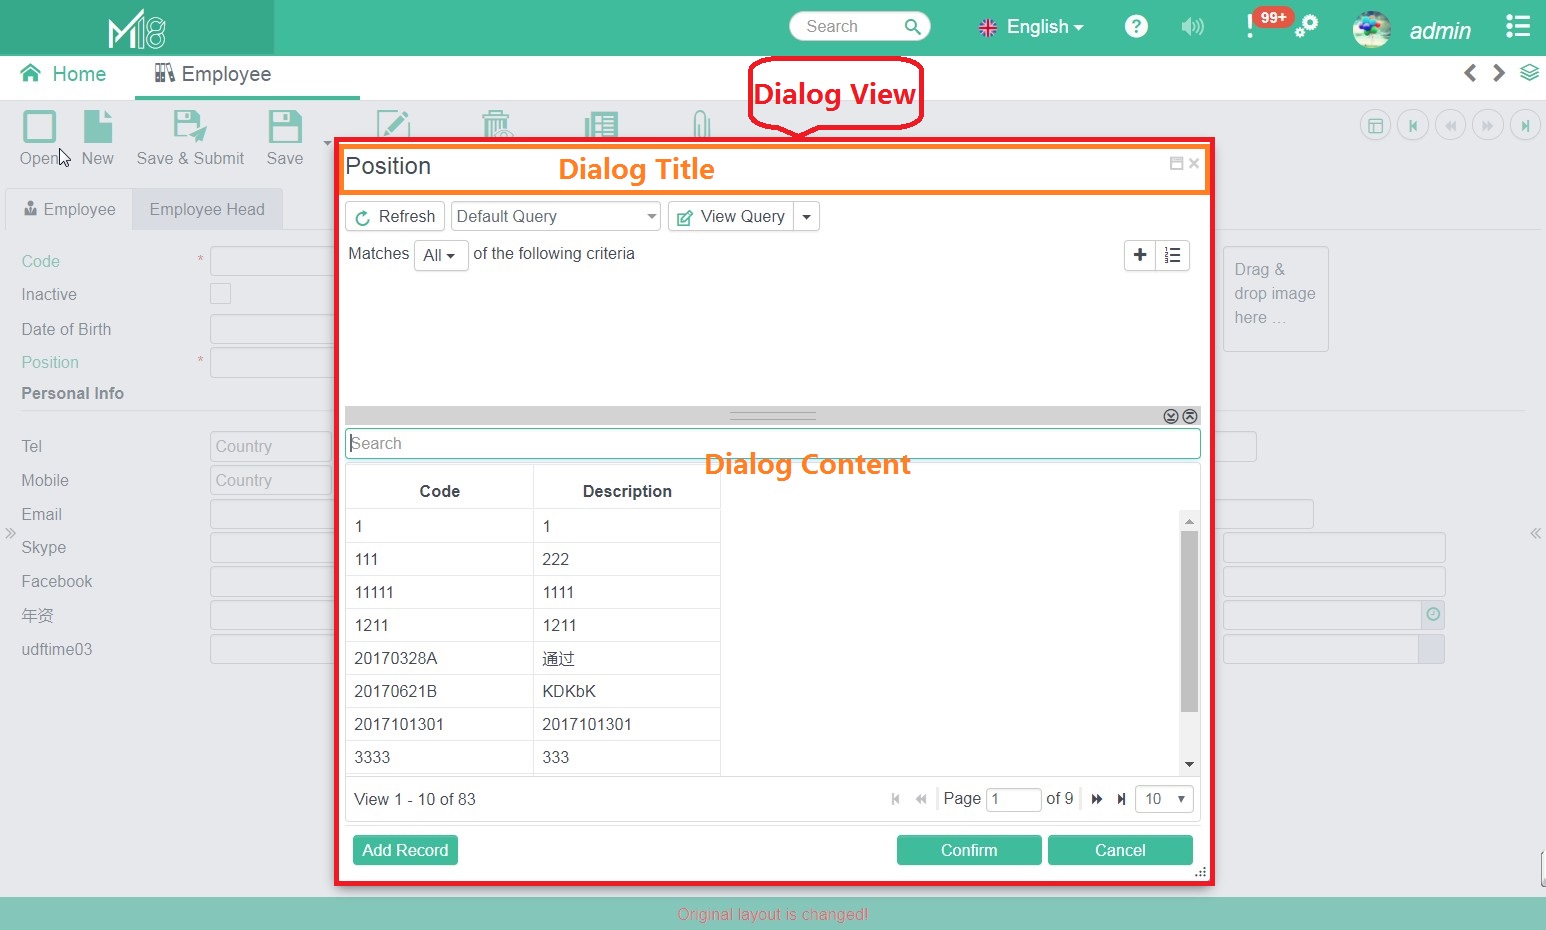 M18
Search
English
?
99+
admin
Home
Employee
Dialog View
Open
New
Save & Submit
Save
Position
Dialog Title
Employee
Employee Head
Refresh
Default Query
View Query
Matches All of the following criteria
Code *
Inactive
Date of Birth
Position *
Personal Info
Drag &
drop image
here ...
Search
Dialog Content
Tel Country
Mobile Country
Email
Skype
Facebook
年资
udftime03
Code Description
1 1
111 222
11111 1111
1211 1211
20170328A 通过
20170621B KDKbK
2017101301 2017101301
3333 333
View 1 - 10 of 83
Page 1 of 9
10
Add Record
Confirm
Cancel
Original layout is changed!